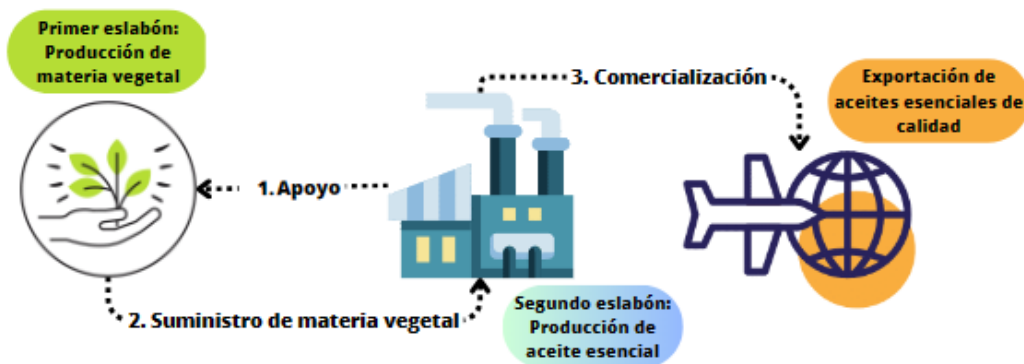 Primer eslabón:
Producción de
materia vegetal
1. Apoyo
2. Suministro de materia vegetal
Segundo eslabón:
Producción de
aceite esencial
3. Comercialización
Exportación de
aceites esenciales de
calidad